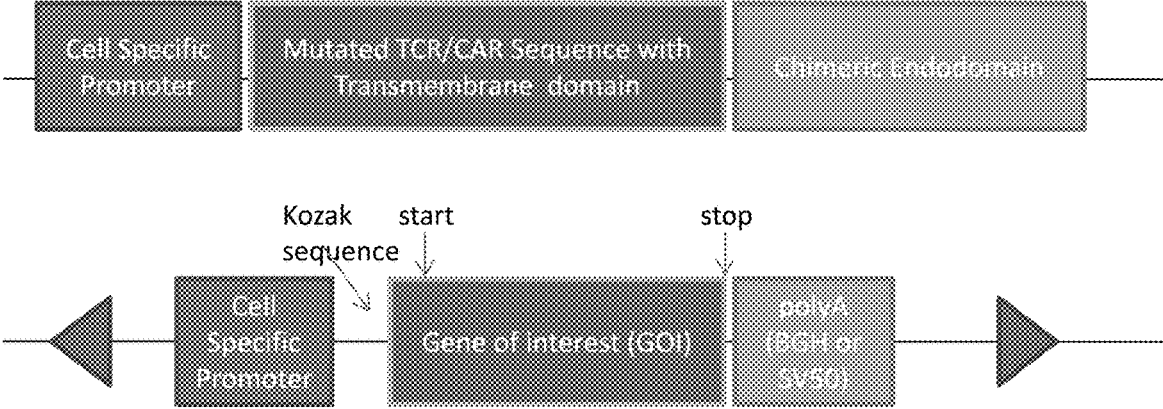 Cell Specific
Promoter
Mutated TCR/CAR Sequence with
Transmembrane domain
Chimeric Endodomain
Kozak
sequence
start
stop
Cell
Specific
Promoter
Gene of Interest (GOI)
polyA
(BGH or
SV50)